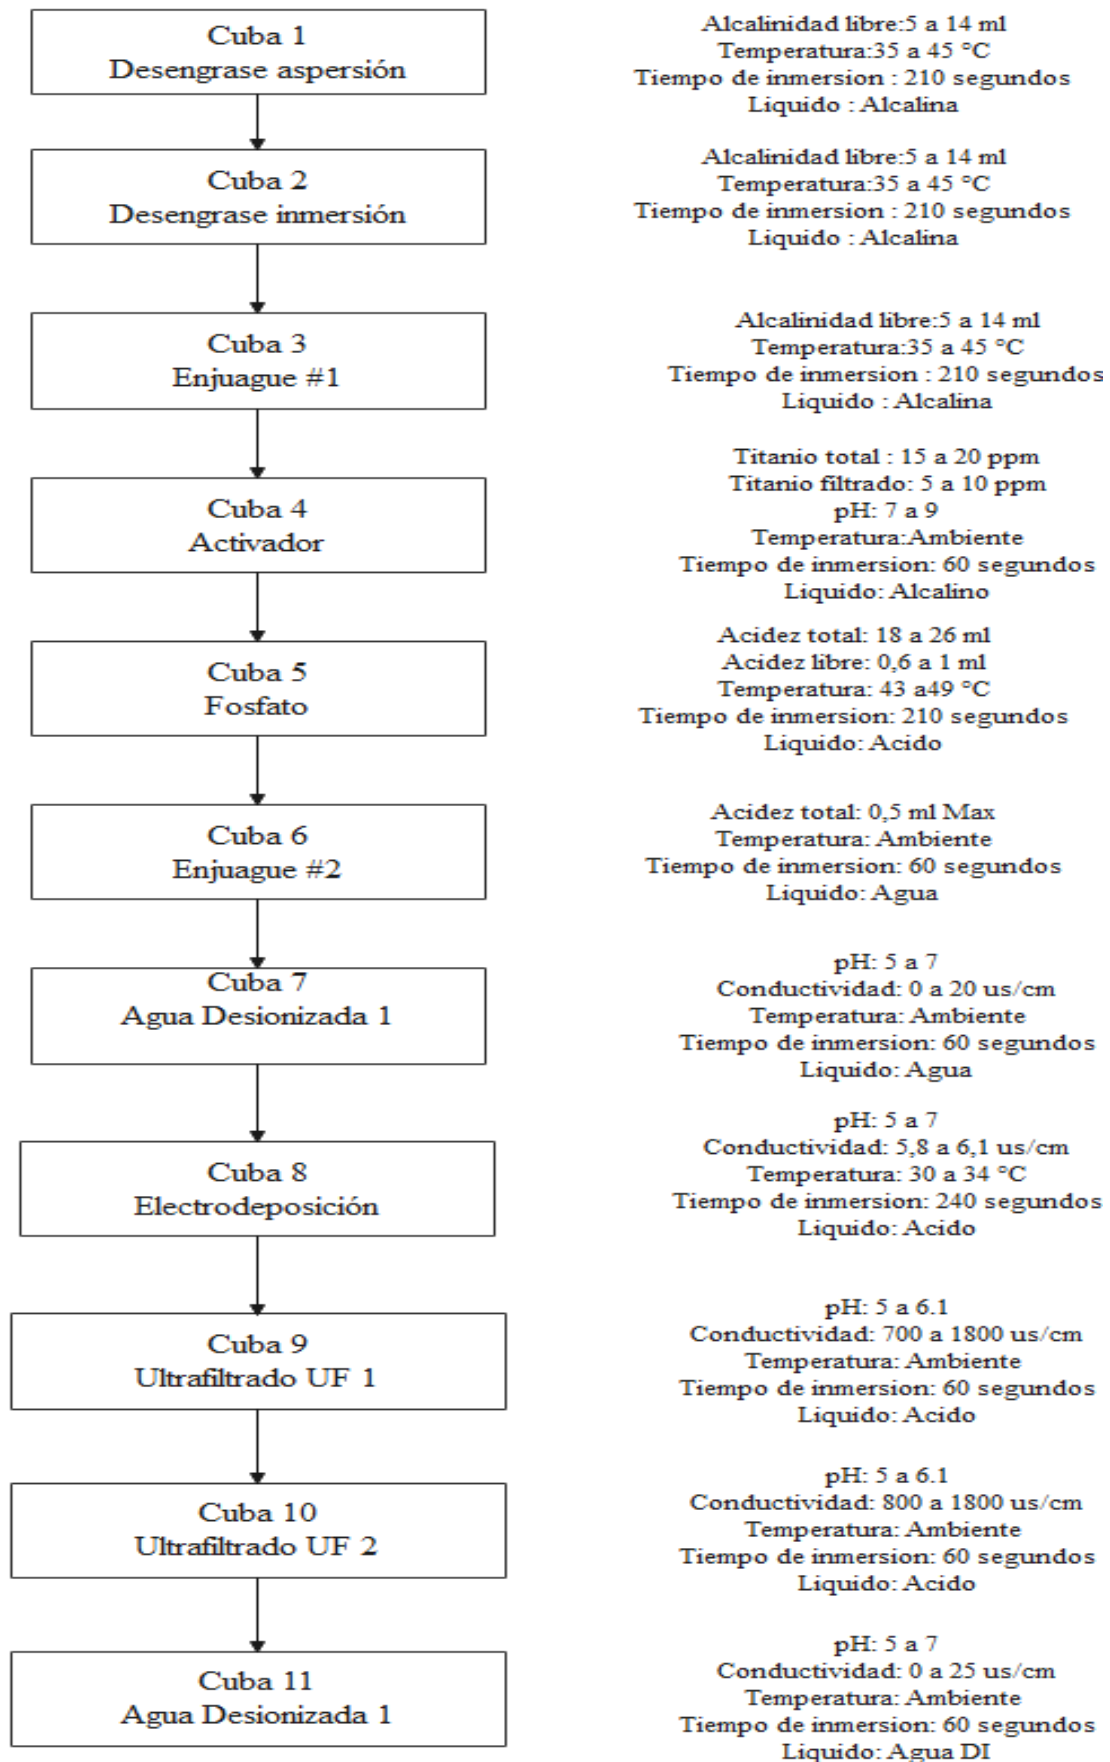 Cuba 1
Desengrase aspersión
Alcalinidad libre:5 a 14 ml
Temperatura:35 a 45 °C
Tiempo de inmersion : 210 segundos
Liquido : Alcalina
Cuba 2
Desengrase inmersión
Alcalinidad libre:5 a 14 ml
Temperatura:35 a 45 °C
Tiempo de inmersion : 210 segundos
Liquido : Alcalina
Cuba 3
Enjuague #1
Alcalinidad libre:5 a 14 ml
Temperatura:35 a 45 °C
Tiempo de inmersion : 210 segundos
Liquido : Alcalina
Cuba 4
Activador
Titanio total : 15 a 20 ppm
Titanio filtrado: 5 a 10 ppm
pH: 7 a 9
Temperatura:Ambiente
Tiempo de inmersion: 60 segundos
Liquido: Alcalino
Cuba 5
Fosfato
Acidez total: 18 a 26 ml
Acidez libre: 0,6 a 1 ml
Temperatura: 43 a49 °C
Tiempo de inmersion: 210 segundos
Liquido: Acido
Cuba 6
Enjuague #2
Acidez total: 0,5 ml Max
Temperatura: Ambiente
Tiempo de inmersion: 60 segundos
Liquido: Agua
Cuba 7
Agua Desionizada 1
pH: 5 a 7
Conductividad: 0 a 20 us/cm
Temperatura: Ambiente
Tiempo de inmersion: 60 segundos
Liquido: Agua
Cuba 8
Electrodeposición
pH: 5 a 7
Conductividad: 5,8 a 6,1 us/cm
Temperatura: 30 a 34 °C
Tiempo de inmersion: 240 segundos
Liquido: Acido
Cuba 9
Ultrafiltrado UF 1
pH: 5 a 6.1
Conductividad: 700 a 1800 us/cm
Temperatura: Ambiente
Tiempo de inmersion: 60 segundos
Liquido: Acido
Cuba 10
Ultrafiltrado UF 2
pH: 5 a 6.1
Conductividad: 800 a 1800 us/cm
Temperatura: Ambiente
Tiempo de inmersion: 60 segundos
Liquido: Acido
Cuba 11
Agua Desionizada 1
pH: 5 a 7
Conductividad: 0 a 25 us/cm
Temperatura: Ambiente
Tiempo de inmersion: 60 segundos
Liquido: Agua DI